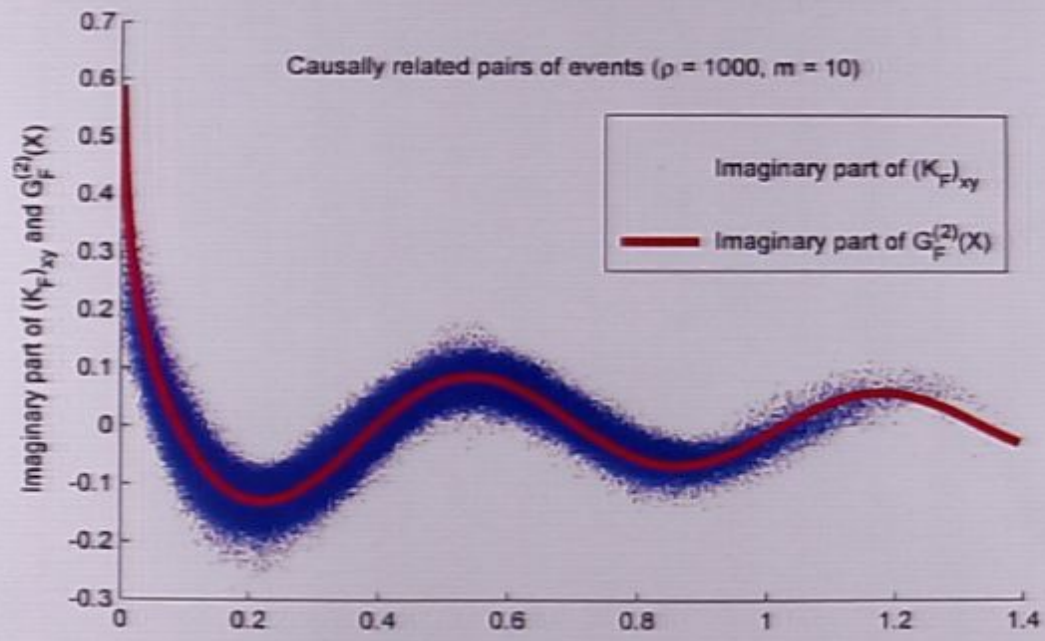 0.7
Causally related pairs of events (ρ = 1000, m = 10)
0.6
0.5
Imaginary part of (K_F)_xy
0.4
Imaginary part of G_F^(2)(X)
0.3
0.2
0.1
0
-0.1
-0.2
-0.3
Imaginary part of (K_F)_xy and G_F^(2)(X)
0 0.2 0.4 0.6 0.8 1 1.2 1.4